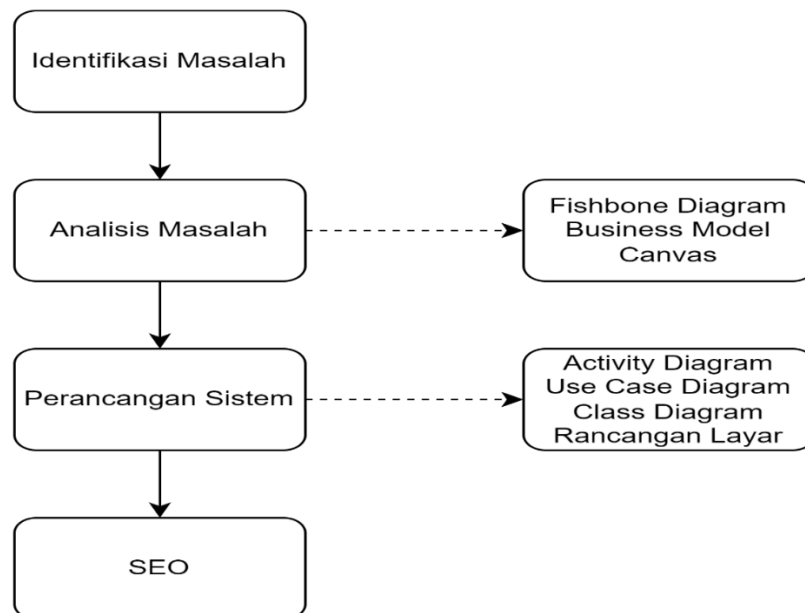 Identifikasi Masalah
Analisis Masalah
Fishbone Diagram
Business Model
Canvas
Perancangan Sistem
Activity Diagram
Use Case Diagram
Class Diagram
Rancangan Layar
SEO